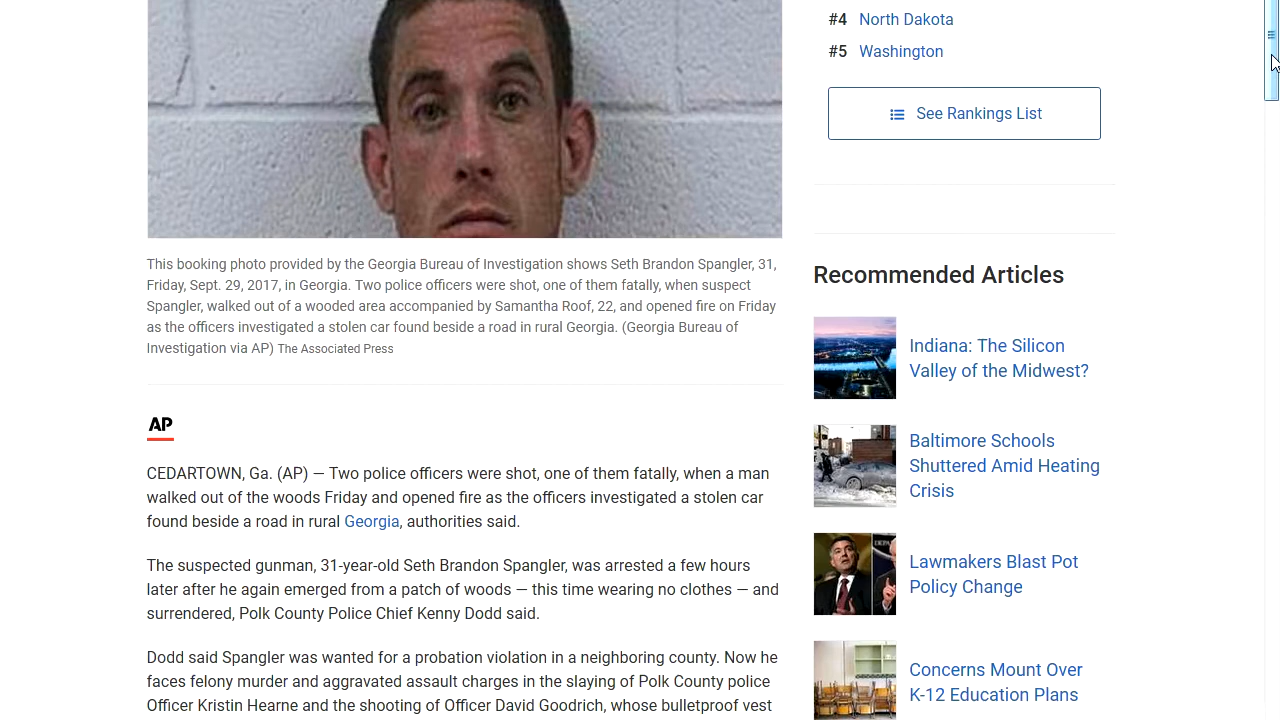 #4 North Dakota
#5 Washington
See Rankings List
This booking photo provided by the Georgia Bureau of Investigation shows Seth Brandon Spangler, 31,
Friday, Sept. 29, 2017, in Georgia. Two police officers were shot, one of them fatally, when suspect
Spangler, walked out of a wooded area accompanied by Samantha Roof, 22, and opened fire on Friday
as the officers investigated a stolen car found beside a road in rural Georgia. (Georgia Bureau of
Investigation via AP) The Associated Press
AP
CEDARTOWN, Ga. (AP) — Two police officers were shot, one of them fatally, when a man
walked out of the woods Friday and opened fire as the officers investigated a stolen car
found beside a road in rural Georgia, authorities said.
The suspected gunman, 31-year-old Seth Brandon Spangler, was arrested a few hours
later after he again emerged from a patch of woods — this time wearing no clothes — and
surrendered, Polk County Police Chief Kenny Dodd said.
Dodd said Spangler was wanted for a probation violation in a neighboring county. Now he
faces felony murder and aggravated assault charges in the slaying of Polk County police
Officer Kristin Hearne and the shooting of Officer David Goodrich, whose bulletproof vest
Recommended Articles
Indiana: The Silicon
Valley of the Midwest?
Baltimore Schools
Shuttered Amid Heating
Crisis
Lawmakers Blast Pot
Policy Change
Concerns Mount Over
K-12 Education Plans